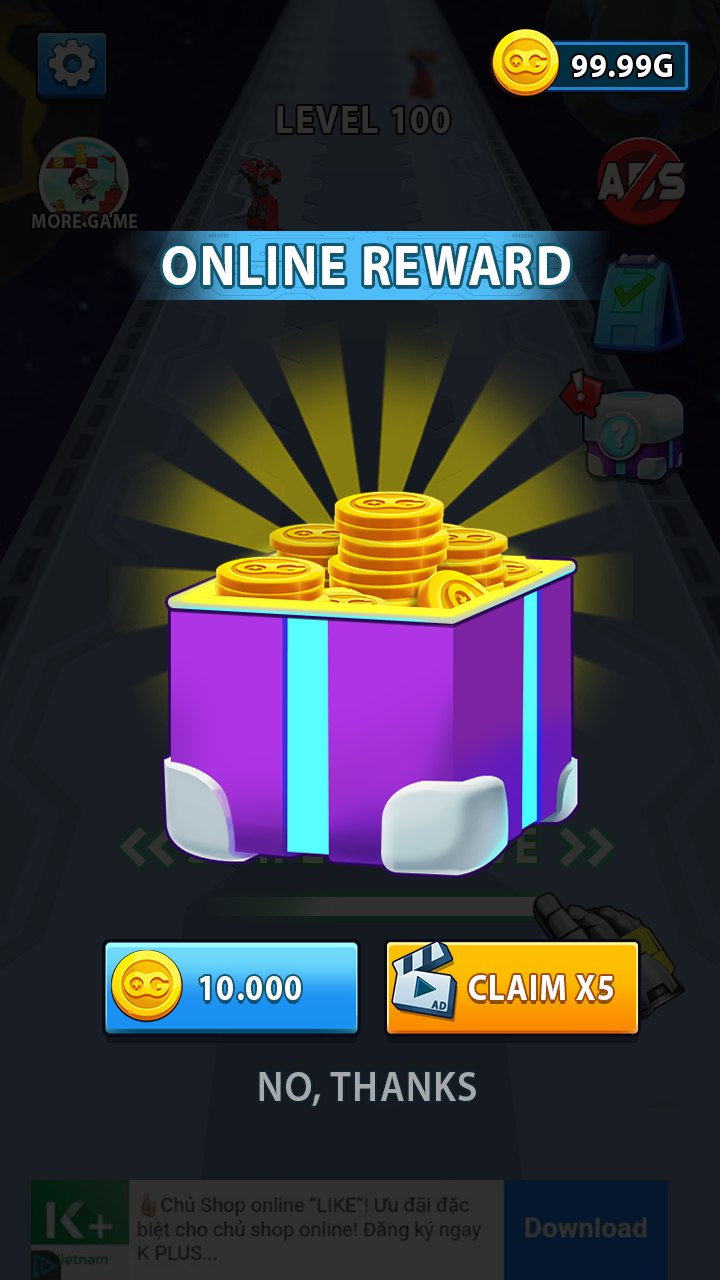 99.99G
LEVEL 100
ADS
MORE GAME
ONLINE REWARD
10.000
AD
CLAIM X5
NO, THANKS
K+
👍Chủ Shop online “LIKE”! Ưu đãi đặc
biệt cho chủ shop online! Đăng ký ngay
K PLUS...
Download